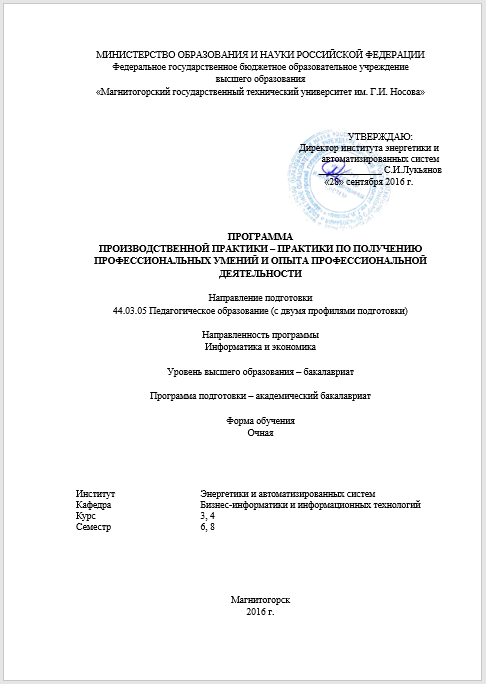 МИНИСТЕРСТВО ОБРАЗОВАНИЯ И НАУКИ РОССИЙСКОЙ ФЕДЕРАЦИИ
Федеральное государственное бюджетное образовательное учреждение
высшего образования
«Магнитогорский государственный технический университет им. Г.И. Носова»
УТВЕРЖДАЮ:
Директор института энергетики и
автоматизированных систем
С.И.Лукьянов
«28» сентября 2016 г.
ПРОГРАММА
ПРОИЗВОДСТВЕННОЙ ПРАКТИКИ – ПРАКТИКИ ПО ПОЛУЧЕНИЮ
ПРОФЕССИОНАЛЬНЫХ УМЕНИЙ И ОПЫТА ПРОФЕССИОНАЛЬНОЙ
ДЕЯТЕЛЬНОСТИ
Направление подготовки
44.03.05 Педагогическое образование (с двумя профилями подготовки)
Направленность программы
Информатика и экономика
Уровень высшего образования – бакалавриат
Программа подготовки – академический бакалавриат
Форма обучения
Очная
Институт Энергетики и автоматизированных систем
Кафедра Бизнес-информатики и информационных технологий
Курс 3, 4
Семестр 6, 8
Магнитогорск
2016 г.